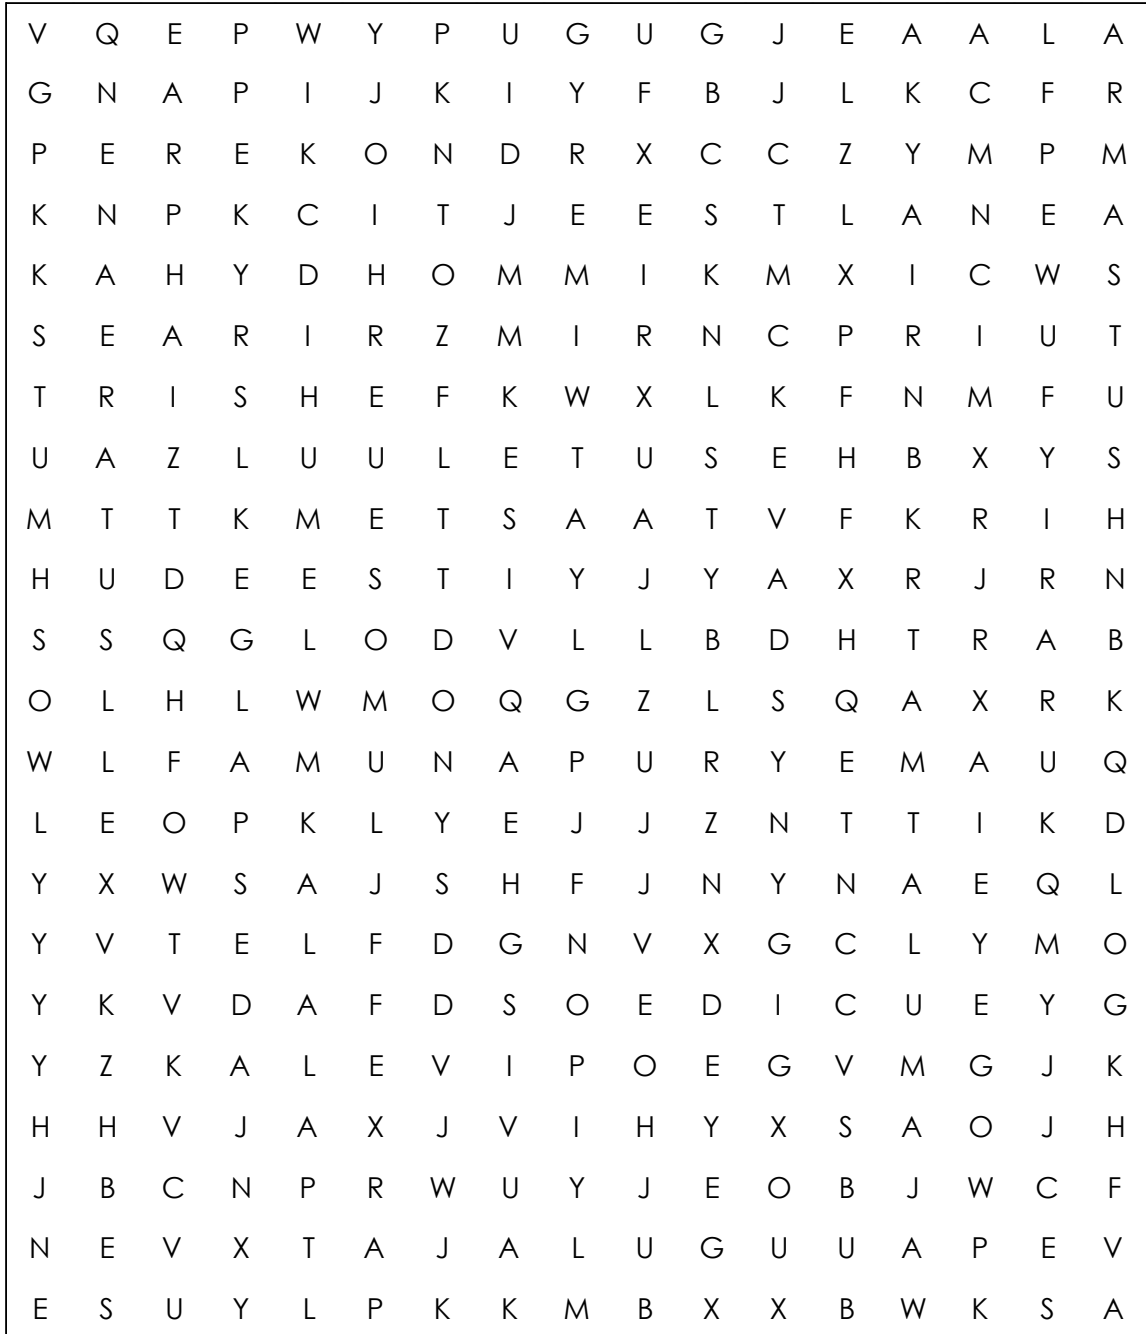 V Q E P W Y P U G U G J E A A L A
G N A P I J K I Y F B J L K C F R
P E R E K O N D R X C C Z Y M P M
K N P K C I T J E E S T L A N E A
K A H Y D H O M M I K M X I C W S
S E A R I R Z M I R N C P R I U T
T R I S H E F K W X L K F N M F U
U A Z L U U L E T U S E H B X Y S
M T T K M E T S A A T V F K R I H
H U D E E S T I Y J Y A X R J R N
S S Q G L O D V L L B D H T R A B
O L H L W M O Q G Z L S Q A X R K
W L F A M U N A P U R Y E M A U Q
L E O P K L Y E J J Z N T T I K D
Y X W S A J S H F J N Y N A E Q L
Y V T E L F D G N V X G C L Y M O
Y K V D A F D S O E D I C U E Y G
Y Z K A L E V I P O E G V M G J K
H H V J A X J V I H Y X S A O J H
J B C N P R W U Y J E O B J W C F
N E V X T A J A L U G U U A P E V
E S U Y L P K K M B X X B W K S A